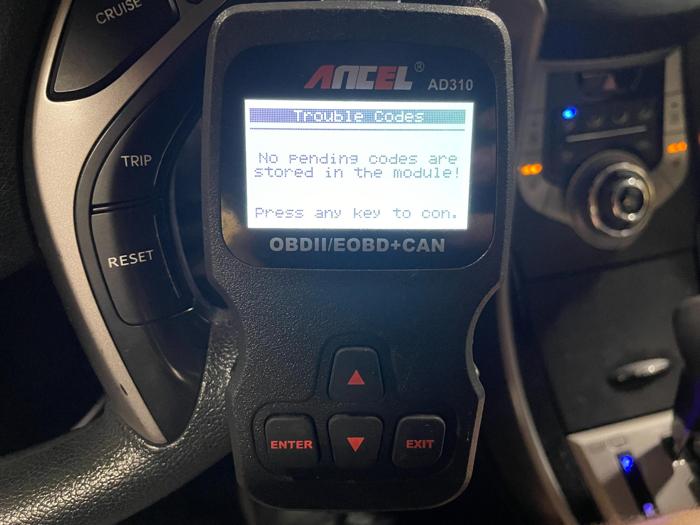 CRUISE
TRIP
RESET
ANCEL®
AD310
Trouble Codes
No pending codes are
stored in the module!
Press any key to con.
OBDII/EOBD+CAN
ENTER
EXIT